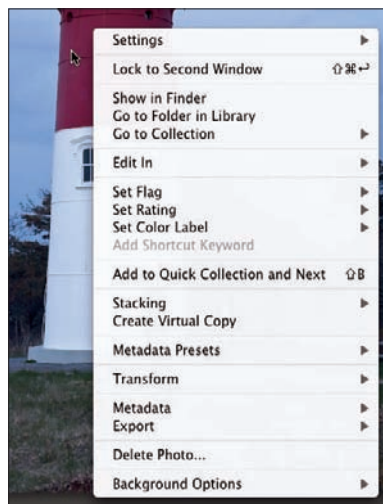 Settings
Lock to Second Window ⇧⌘↩
Show in Finder
Go to Folder in Library
Go to Collection
Edit In
Set Flag
Set Rating
Set Color Label
Add Shortcut Keyword
Add to Quick Collection and Next ⇧B
Stacking
Create Virtual Copy
Metadata Presets
Transform
Metadata
Export
Delete Photo...
Background Options